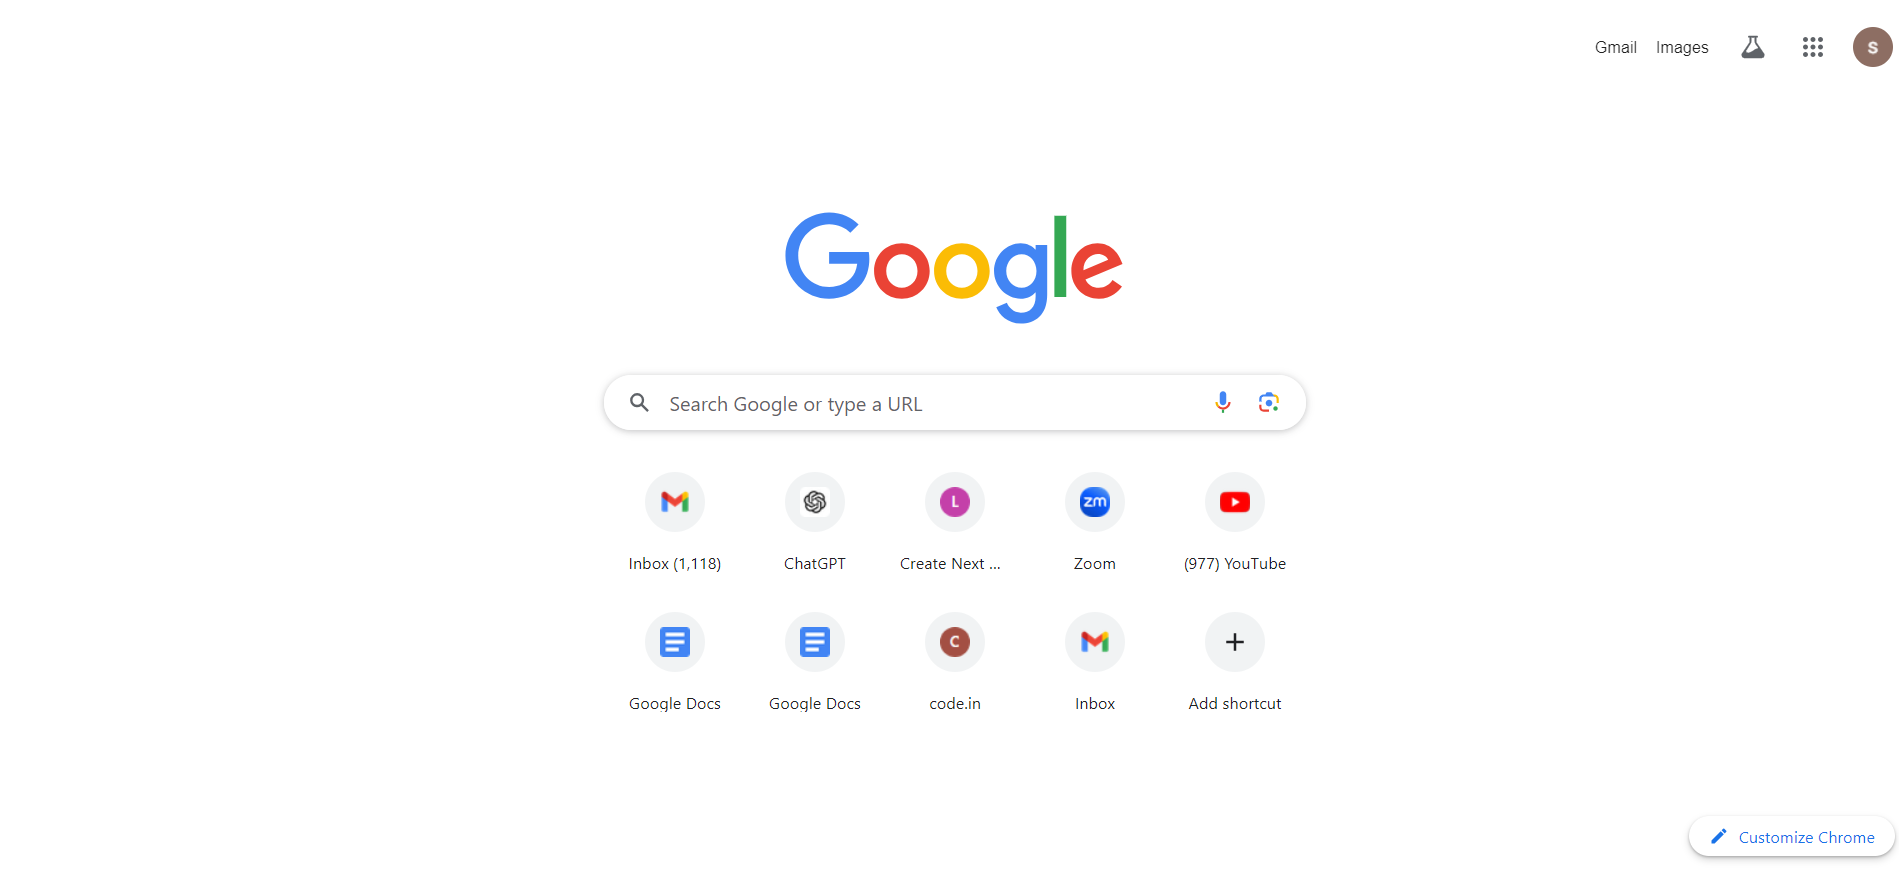 Gmail Images S
Google
Search Google or type a URL
L zm
Inbox (1,118) ChatGPT Create Next ... Zoom (977) YouTube
C
Google Docs Google Docs code.in Inbox Add shortcut
Customize Chrome